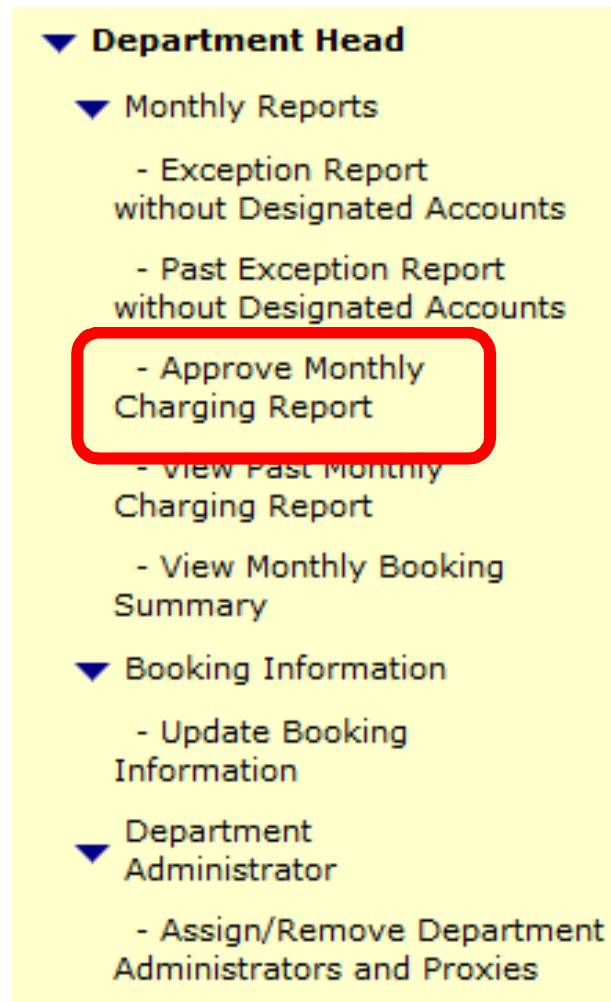 Department Head
Monthly Reports
- Exception Report
without Designated Accounts
- Past Exception Report
without Designated Accounts
- Approve Monthly
Charging Report
- View Past Monthly
Charging Report
- View Monthly Booking
Summary
Booking Information
- Update Booking
Information
Department
Administrator
- Assign/Remove Department
Administrators and Proxies